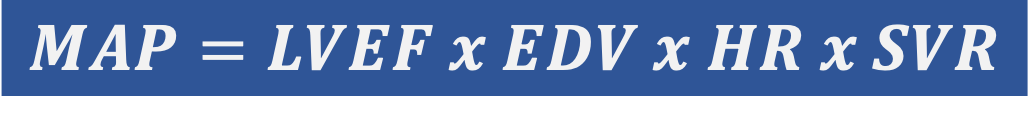 MAP = LVEF x EDV x HR x SVR